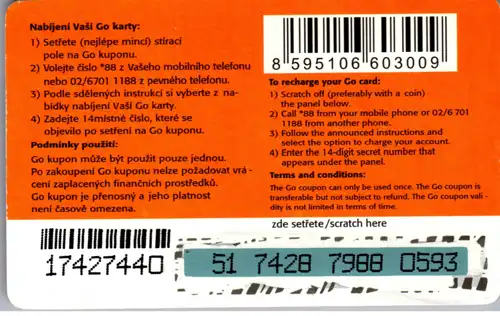 Nabíjení Vaší Go karty:
1) Setřete (nejlépe mincí) stírací
pole na Go kuponu.
2) Volejte číslo *88 z Vašeho mobilního telefonu
nebo 02/6701 1188 z pevného telefonu.
3) Podle sdělených instrukcí si vyberte z na-
bídky nabíjení Vaší Go karty.
4) Zadejte 14místné číslo, které se
objevilo po setření na Go kuponu.
Podmínky použití:
Go kupon může být použit pouze jednou.
Po zakoupení Go kuponu nelze požadovat vrá-
cení zaplacených finančních prostředků.
Go kupon je přenosný a jeho platnost
není časově omezena.
8 595106 603009
To recharge your Go card:
1) Scratch off (preferably with a coin)
the panel below.
2) Call *88 from your mobile phone or 02/6 701
1188 from another phone.
3) Follow the announced instructions and
select the option to charge your account.
4) Enter the 14-digit secret number that
appears under the panel.
Terms and conditions:
The Go coupon can only be used once. The Go coupon is
transferable but not subject to refund. The Go coupon vali-
dity is not limited in terms of time.
zde setřete/scratch here
17427440
51 7428 7988 0593